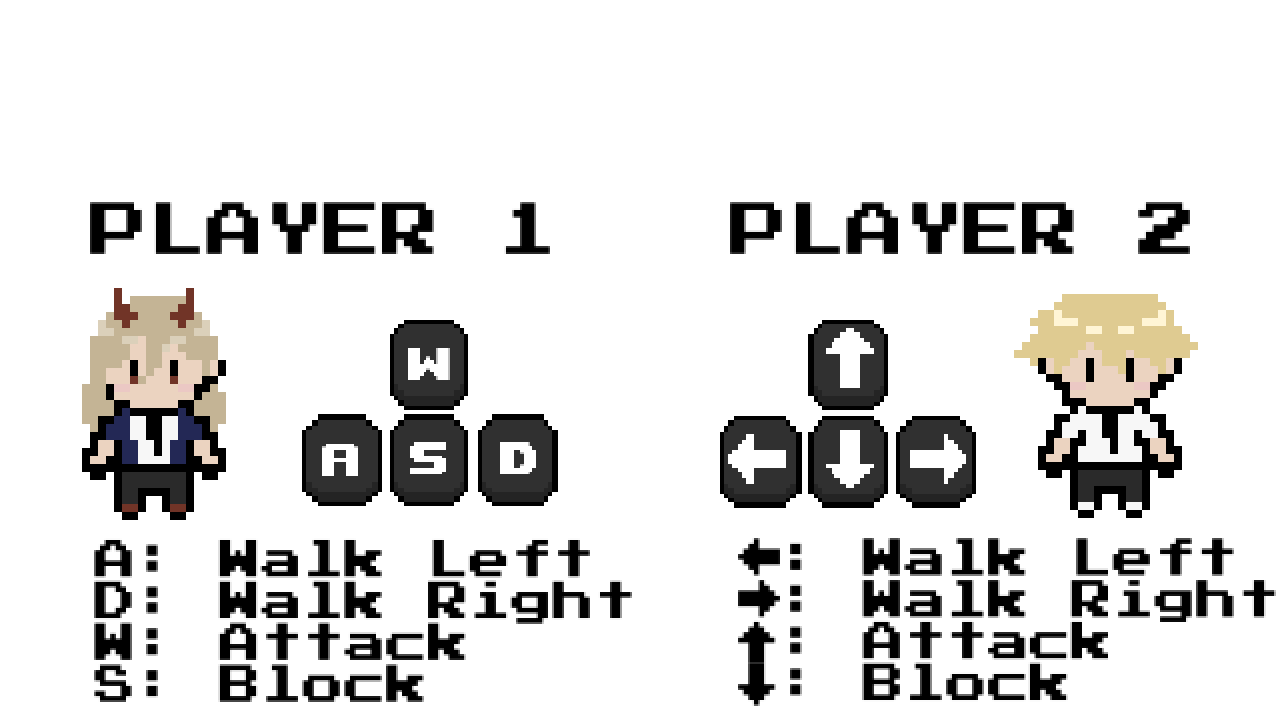 PLAYER 1
W
A S D
A: Walk Left
D: Walk Right
W: Attack
S: Block
PLAYER 2
↑
← ↓ →
←: Walk Left
→: Walk Right
↑: Attack
↓: Block